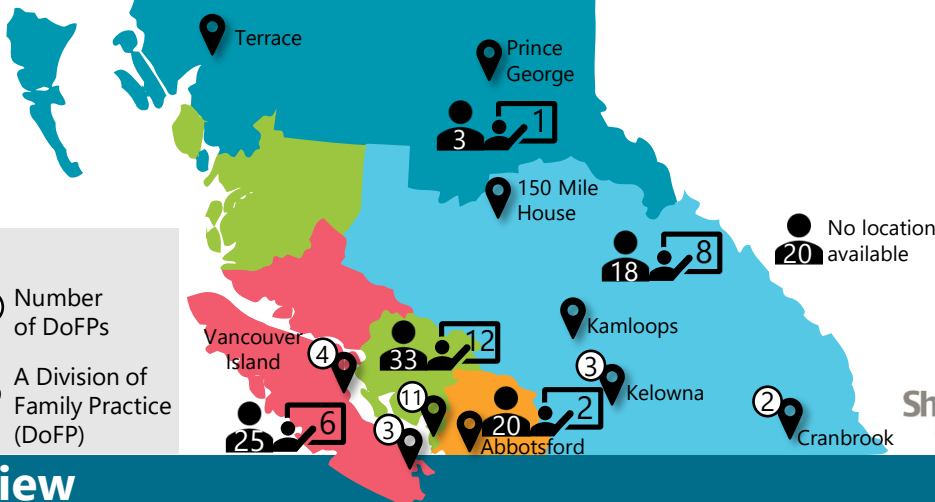 Terrace
Prince
George
3
1
150 Mile
House
No location
available
20
18
8
Number
of DoFPs
A Division of
Family Practice
(DoFP)
Vancouver
Island
4
33
12
Kamloops
3
Kelowna
11
20
2
Abbotsford
25
6
3
2
Cranbrook
Sh
iew